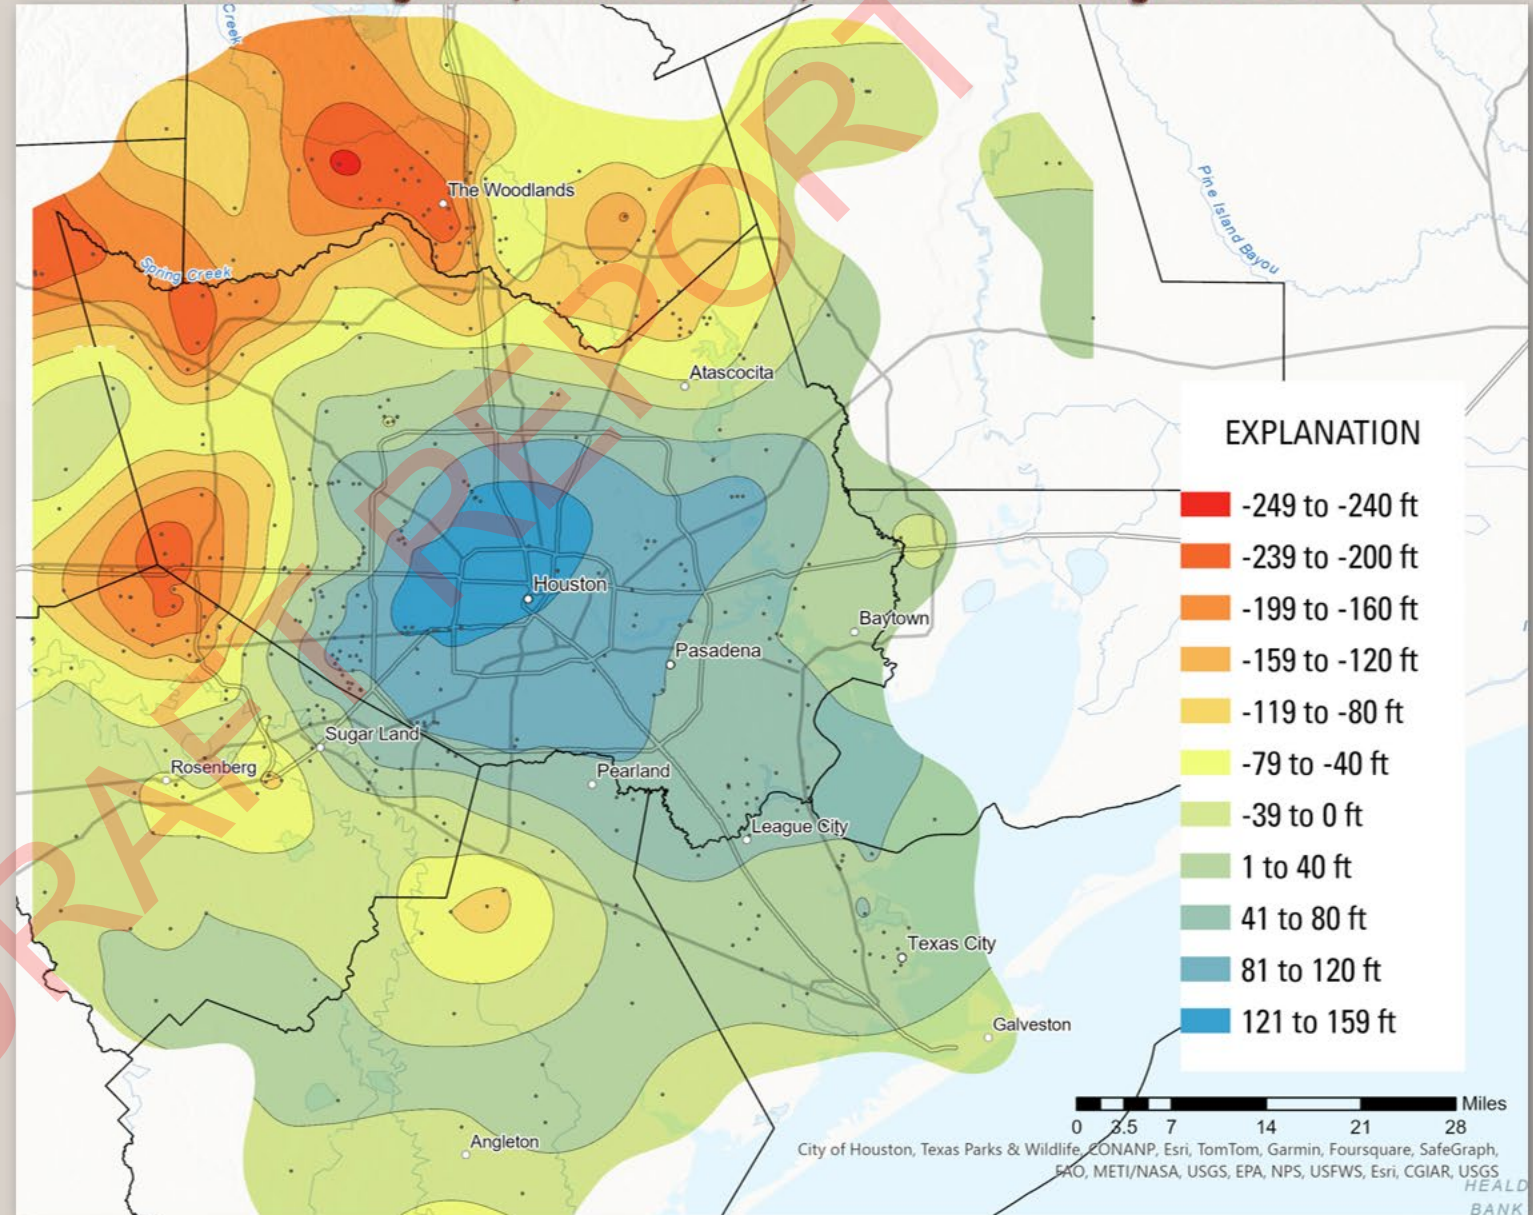 Creek
The Woodlands
Spring Creek
Pine Island Bayou
Atascocita
EXPLANATION
-249 to -240 ft
-239 to -200 ft
-199 to -160 ft
-159 to -120 ft
-119 to -80 ft
-79 to -40 ft
-39 to 0 ft
1 to 40 ft
41 to 80 ft
81 to 120 ft
121 to 159 ft
Houston
Baytown
Pasadena
Sugar Land
Rosenberg
Pearland
League City
Texas City
Galveston
Angleton
DRAFT REPORT
Miles
0 3.5 7 14 21 28
City of Houston, Texas Parks & Wildlife, CONANP, Esri, TomTom, Garmin, Foursquare, SafeGraph,
FAO, METI/NASA, USGS, EPA, NPS, USFWS, Esri, CGIAR, USGS
HEALD
BANK